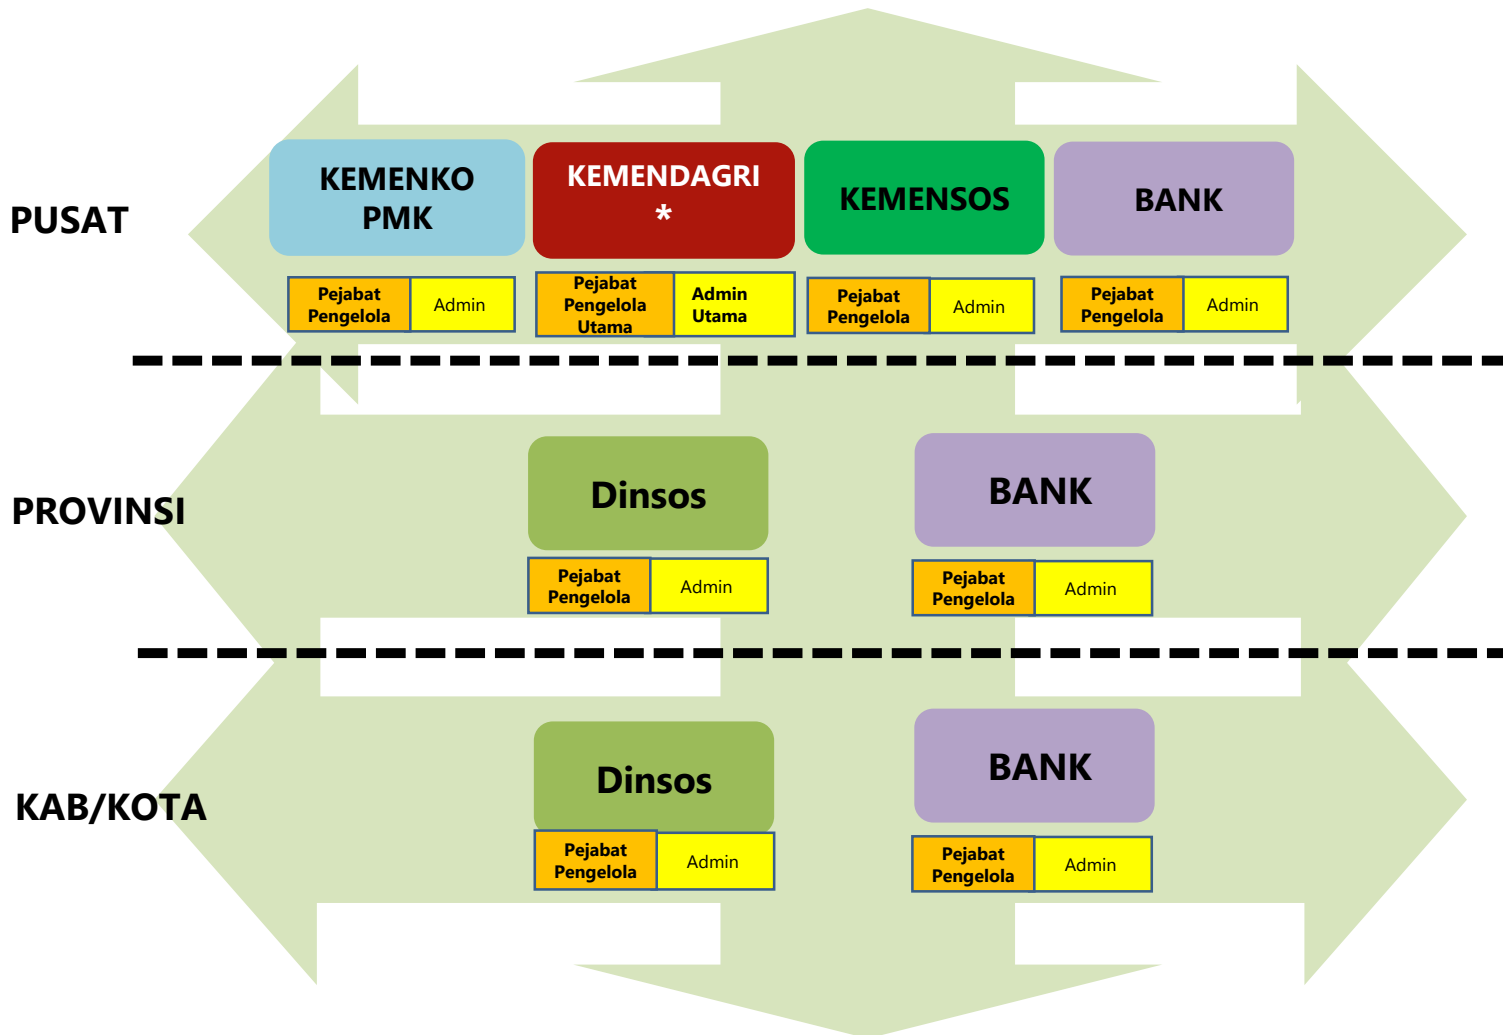 PUSAT
KEMENKO
PMK
KEMENDAGRI
*
KEMENSOS
BANK
Pejabat
Pengelola
Admin
Pejabat
Pengelola
Utama
Admin
Utama
Pejabat
Pengelola
Admin
Pejabat
Pengelola
Admin
PROVINSI
Dinsos
BANK
Pejabat
Pengelola
Admin
Pejabat
Pengelola
Admin
KAB/KOTA
Dinsos
BANK
Pejabat
Pengelola
Admin
Pejabat
Pengelola
Admin